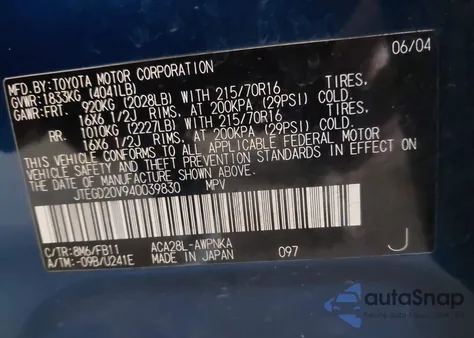 MFD.BY:TOYOTA MOTOR CORPORATION 06/04
GVWR:1833KG (4041LB)
GAWR:FRT. 920KG (2028LB) WITH 215/70R16 TIRES,
16X6 1/2J RIMS, AT 200KPA (29PSI) COLD.
RR. 1010KG (2227LB) WITH 215/70R16 TIRES,
16X6 1/2J RIMS, AT 200KPA (29PSI) COLD.
THIS VEHICLE CONFORMS TO ALL APPLICABLE FEDERAL MOTOR
VEHICLE SAFETY AND THEFT PREVENTION STANDARDS IN EFFECT
ON THE DATE OF MANUFACTURE SHOWN ABOVE.
JTEGD20V940039830 MPV
C/TR:8M6/FB11 ACA28L-AWPNKA J
A/TM:-09B/U241E MADE IN JAPAN 097
autoSnap